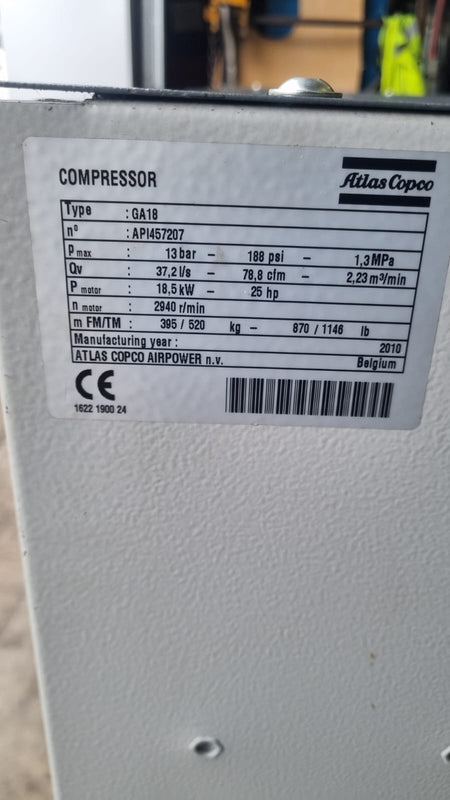 COMPRESSOR
Atlas Copco
Type : GA18
n° : API457207
P max : 13 bar – 188 psi – 1,3 MPa
Qv : 37,2 l/s – 78,8 cfm – 2,23 m³/min
P motor : 18,5 kW – 25 hp
n motor : 2940 r/min
m FM/TM : 395 / 520 kg – 870 / 1146 lb
Manufacturing year : 2010
ATLAS COPCO AIRPOWER n.v. Belgium
CE
1622 1900 24